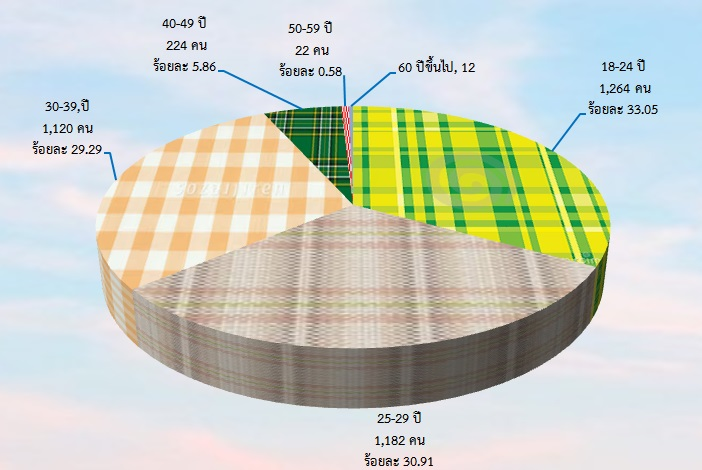 40-49 ปี
224 คน
ร้อยละ 5.86
50-59 ปี
22 คน
ร้อยละ 0.58
60 ปีขึ้นไป, 12
18-24 ปี
1,264 คน
ร้อยละ 33.05
30-39,ปี
1,120 คน
ร้อยละ 29.29
25-29 ปี
1,182 คน
ร้อยละ 30.91